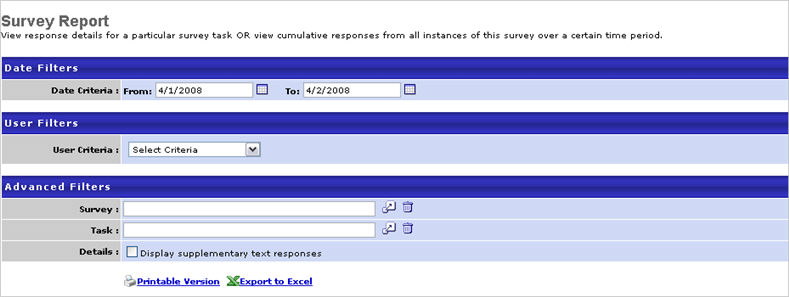 Survey Report
View response details for a particular survey task OR view cumulative responses from all instances of this survey over a certain time period.
Date Filters
Date Criteria : From: 4/1/2008 To: 4/2/2008
User Filters
User Criteria : Select Criteria
Advanced Filters
Survey :
Task :
Details : Display supplementary text responses
Printable Version Export to Excel